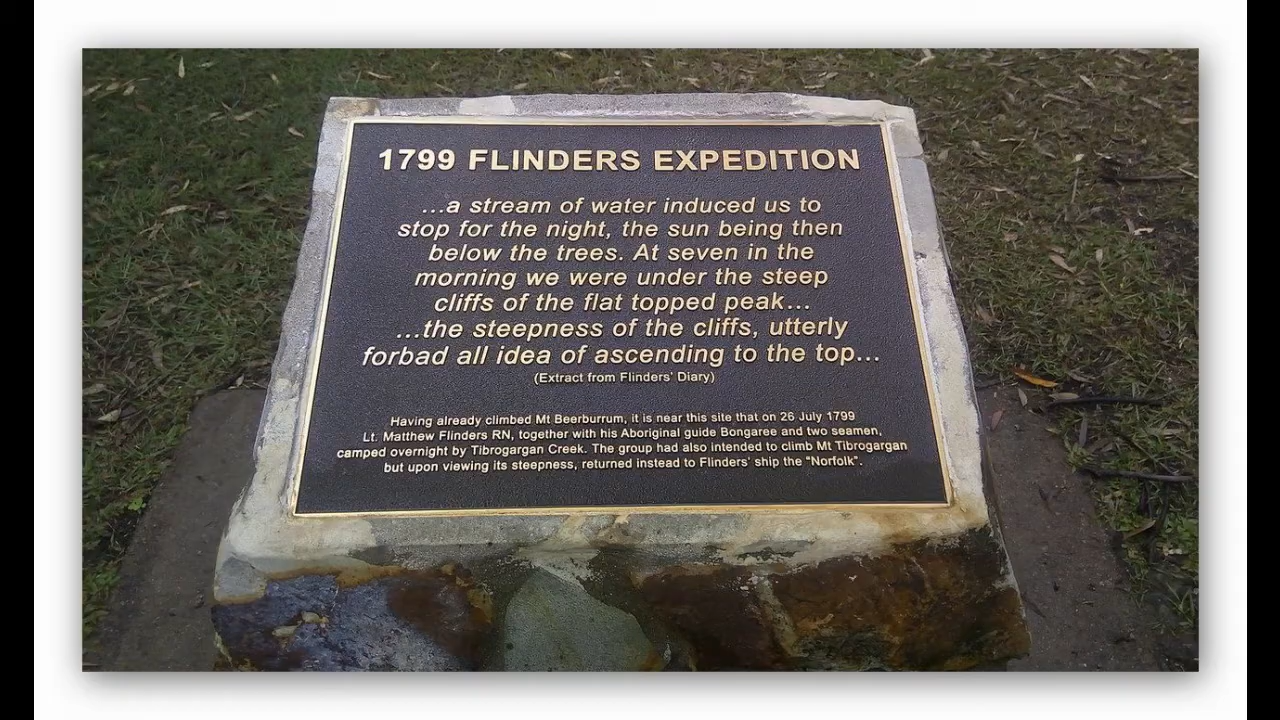 1799 FLINDERS EXPEDITION
...a stream of water induced us to
stop for the night, the sun being then
below the trees. At seven in the
morning we were under the steep
cliffs of the flat topped peak...
...the steepness of the cliffs, utterly
forbad all idea of ascending to the top...
(Extract from Flinders' Diary)
Having already climbed Mt Beerburrum, it is near this site that on 26 July 1799
Lt. Matthew Flinders RN, together with his Aboriginal guide Bongaree and two seamen,
camped overnight by Tibrogargan Creek. The group had also intended to climb Mt Tibrogargan
but upon viewing its steepness, returned instead to Flinders' ship the "Norfolk".